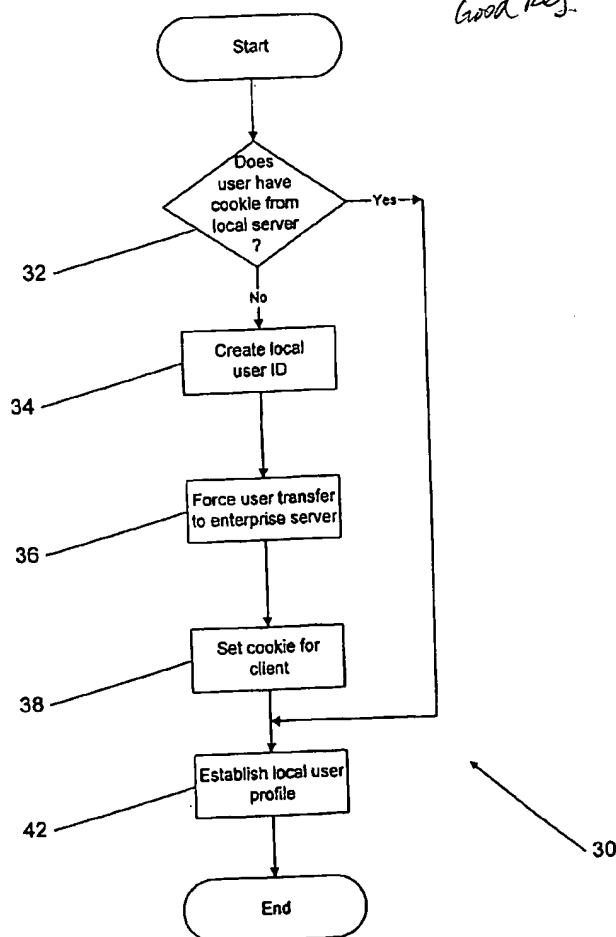 Good
Start
Does
user have
cookie from
local server
?
Yes
32
No
Create local
user ID
34
Force user transfer
to enterprise server
36
Set cookie for
client
38
Establish local user
profile
42
30
End